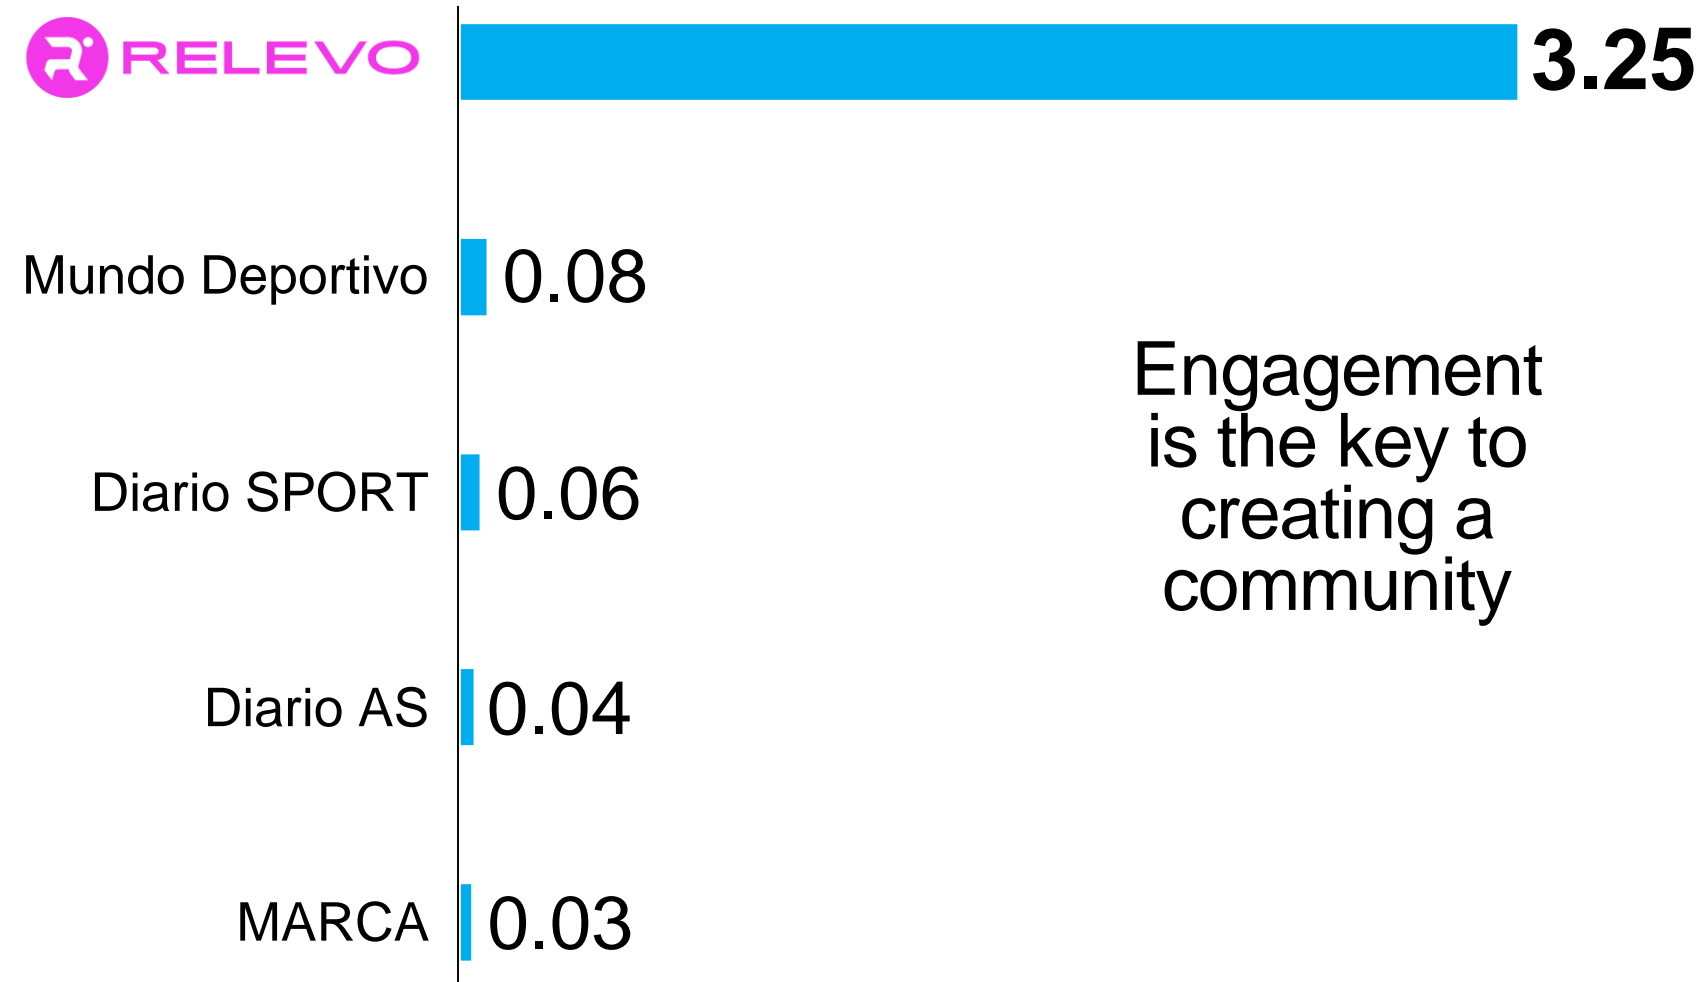 RELEVO
3.25
Mundo Deportivo
0.08
Diario SPORT
0.06
Diario AS
0.04
MARCA
0.03
Engagement
is the key to
creating a
community